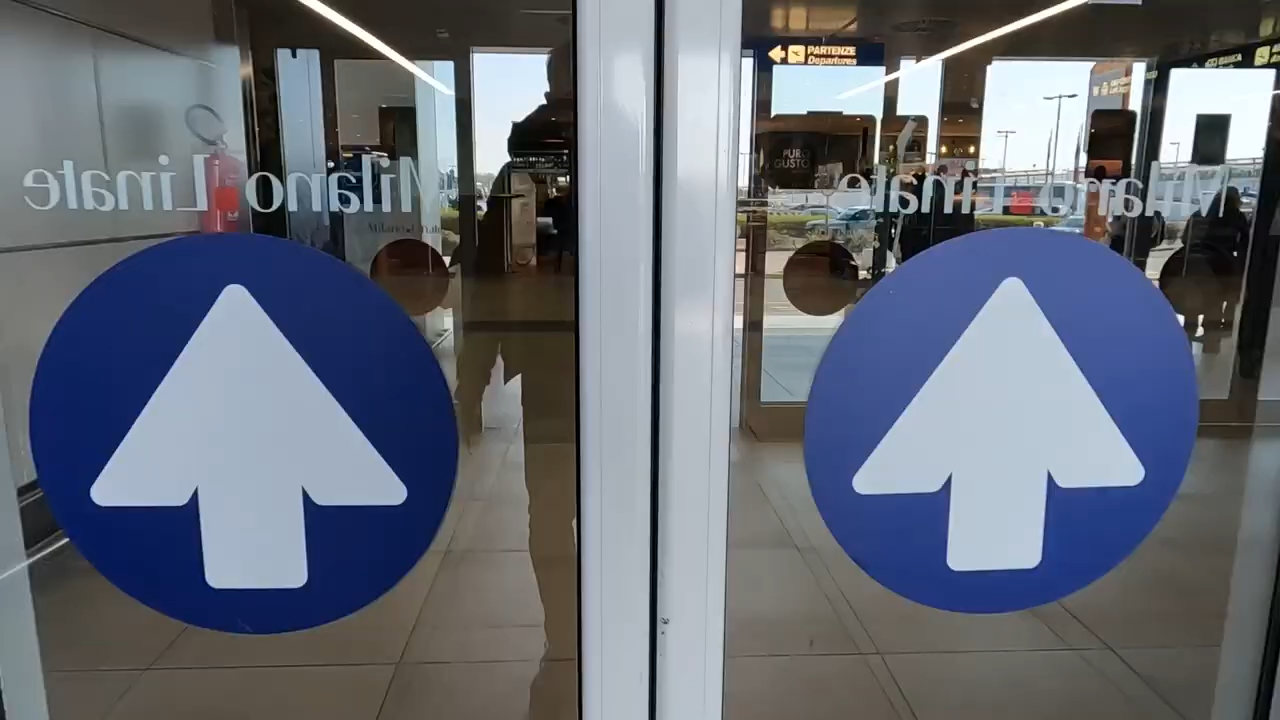 PARTENZE
Departures
PURO
GUSTO
Milano Linate
Milano Linate